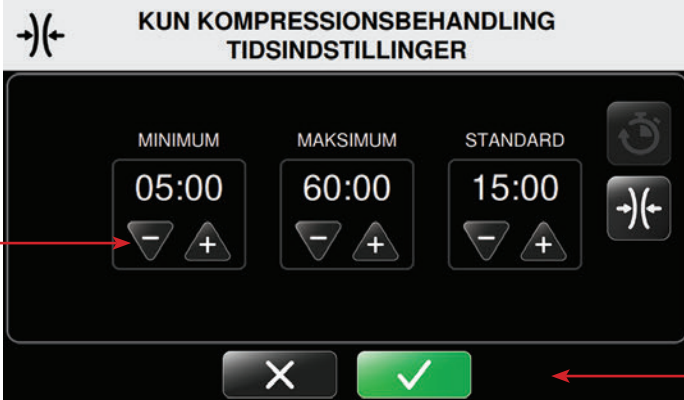 KUN KOMPRESSIONSBEHANDLING
TIDSINDSTILLINGER
MINIMUM MAKSIMUM STANDARD
05:00 60:00 15:00
- + - + - +